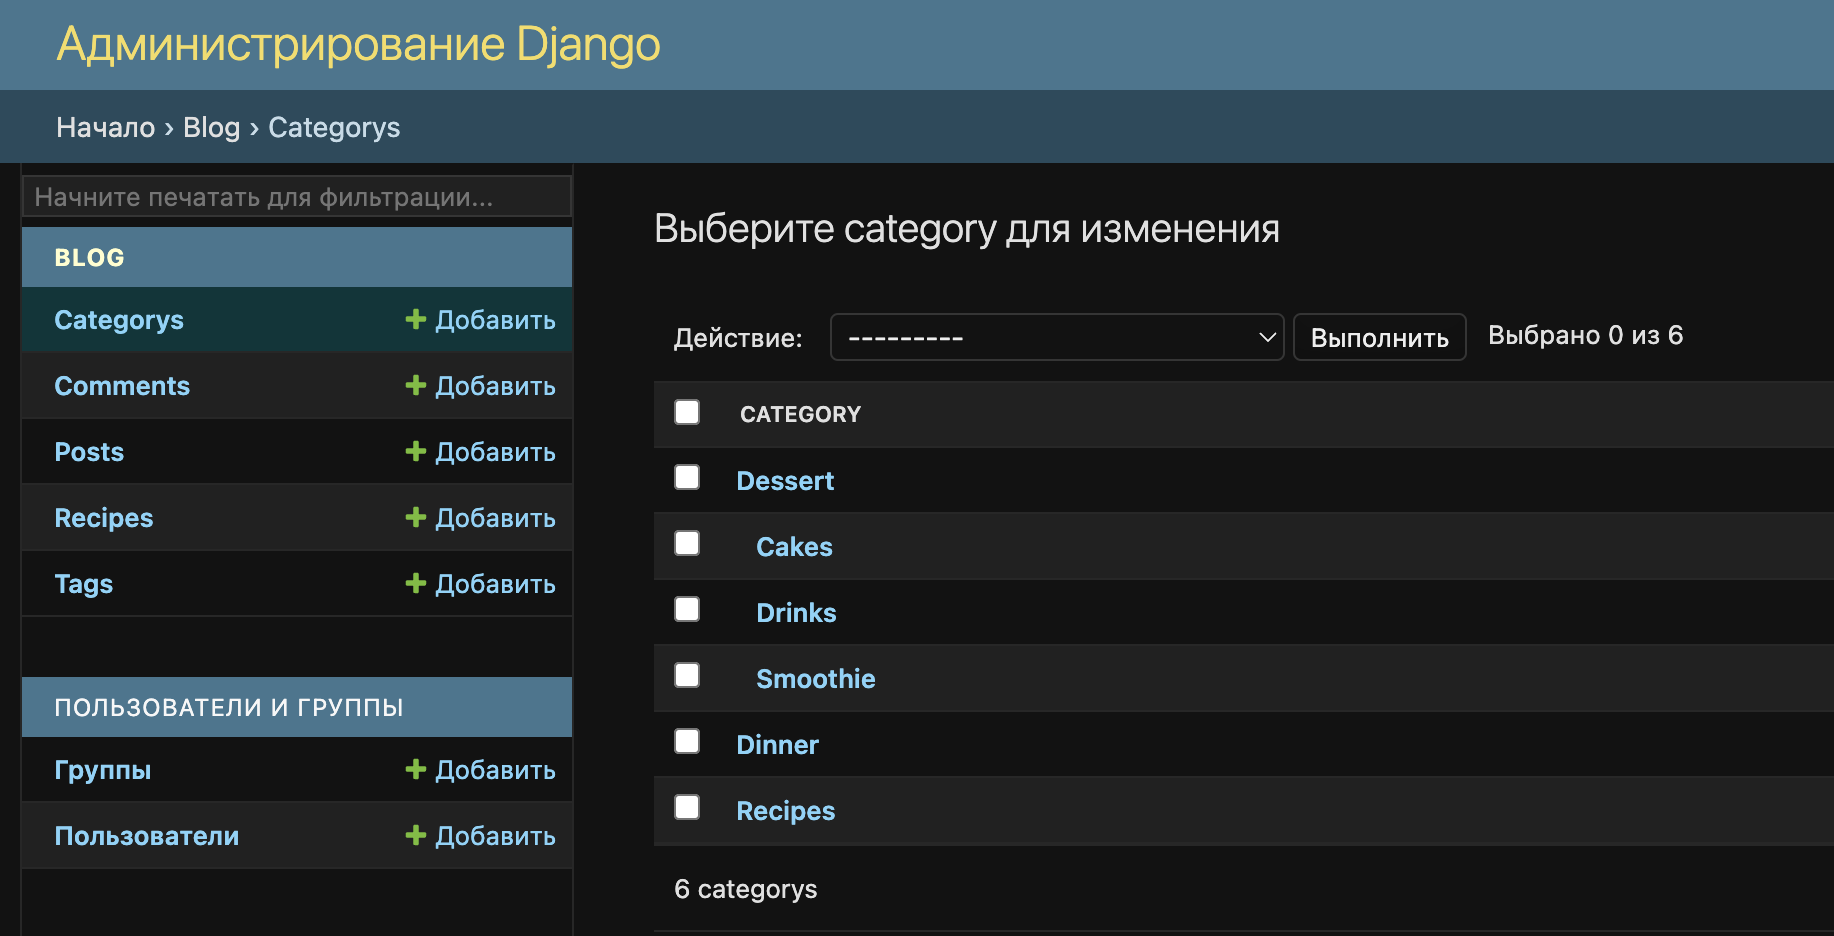 Администрирование Django
Начало › Blog › Categorys
Начните печатать для фильтрации...
BLOG
Categorys + Добавить
Comments + Добавить
Posts + Добавить
Recipes + Добавить
Tags + Добавить
ПОЛЬЗОВАТЕЛИ И ГРУППЫ
Группы + Добавить
Пользователи + Добавить
Выберите category для изменения
Действие: --------- Выполнить Выбрано 0 из 6
CATEGORY
Dessert
Cakes
Drinks
Smoothie
Dinner
Recipes
6 categorys